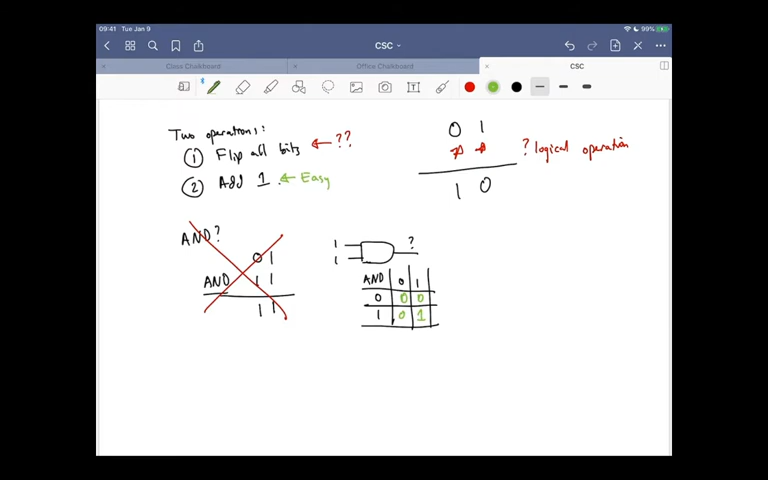 09:41 Tue Jan 9
99%
CSC
Class Chalkboard
Office Chalkboard
CSC
Two operations:
① Flip all bits ← ??
② Add 1. ← Easy
0 1
? logical operation
1 0
AND?
0 1
AND 1 1
1 1
1
1
?
AND 0 1
0 0 0
1 0 1